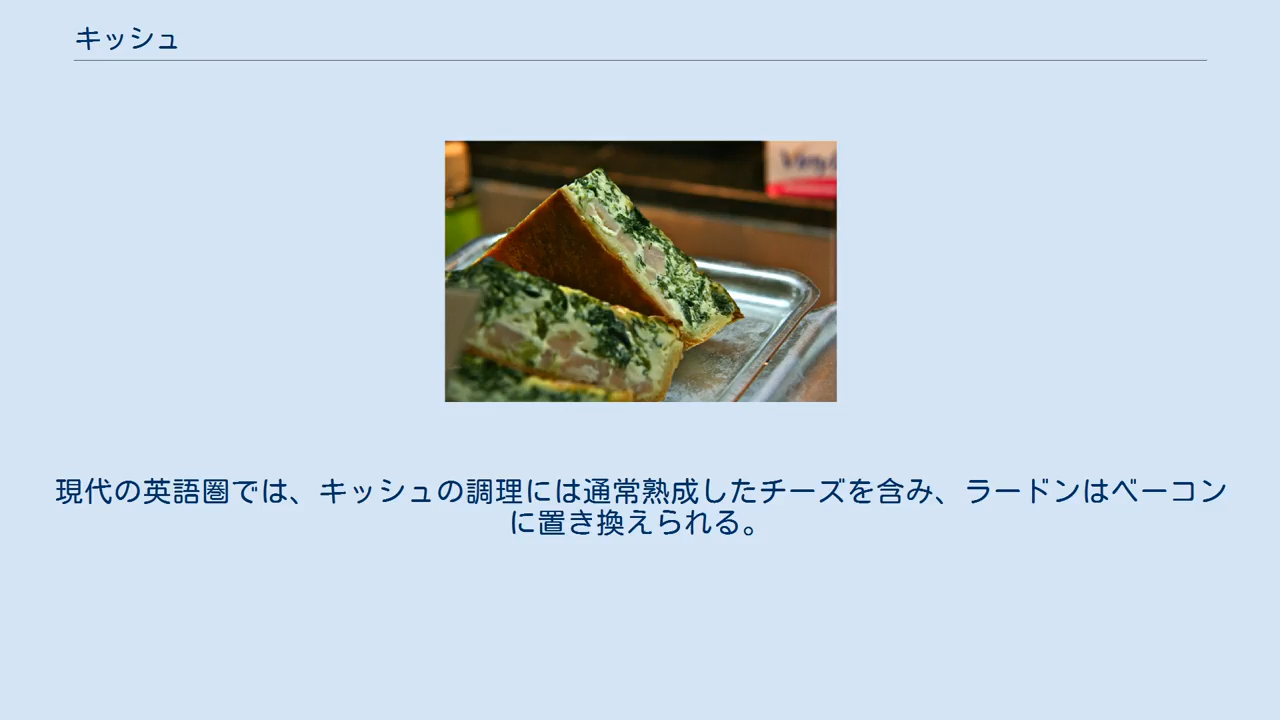 キッシュ
現代の英語圏では、キッシュの調理には通常熟成したチーズを含み、ラードンはベーコン
に置き換えられる。